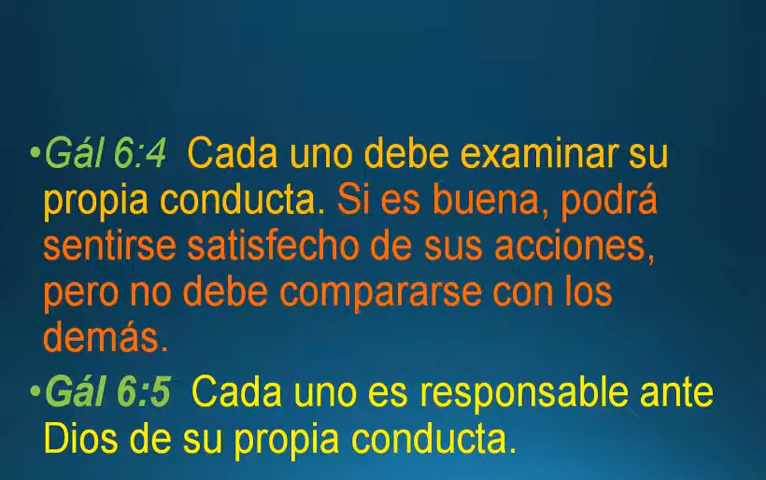 •Gál 6:4 Cada uno debe examinar su
propia conducta. Si es buena, podrá
sentirse satisfecho de sus acciones,
pero no debe compararse con los
demás.
•Gál 6:5 Cada uno es responsable ante
Dios de su propia conducta.